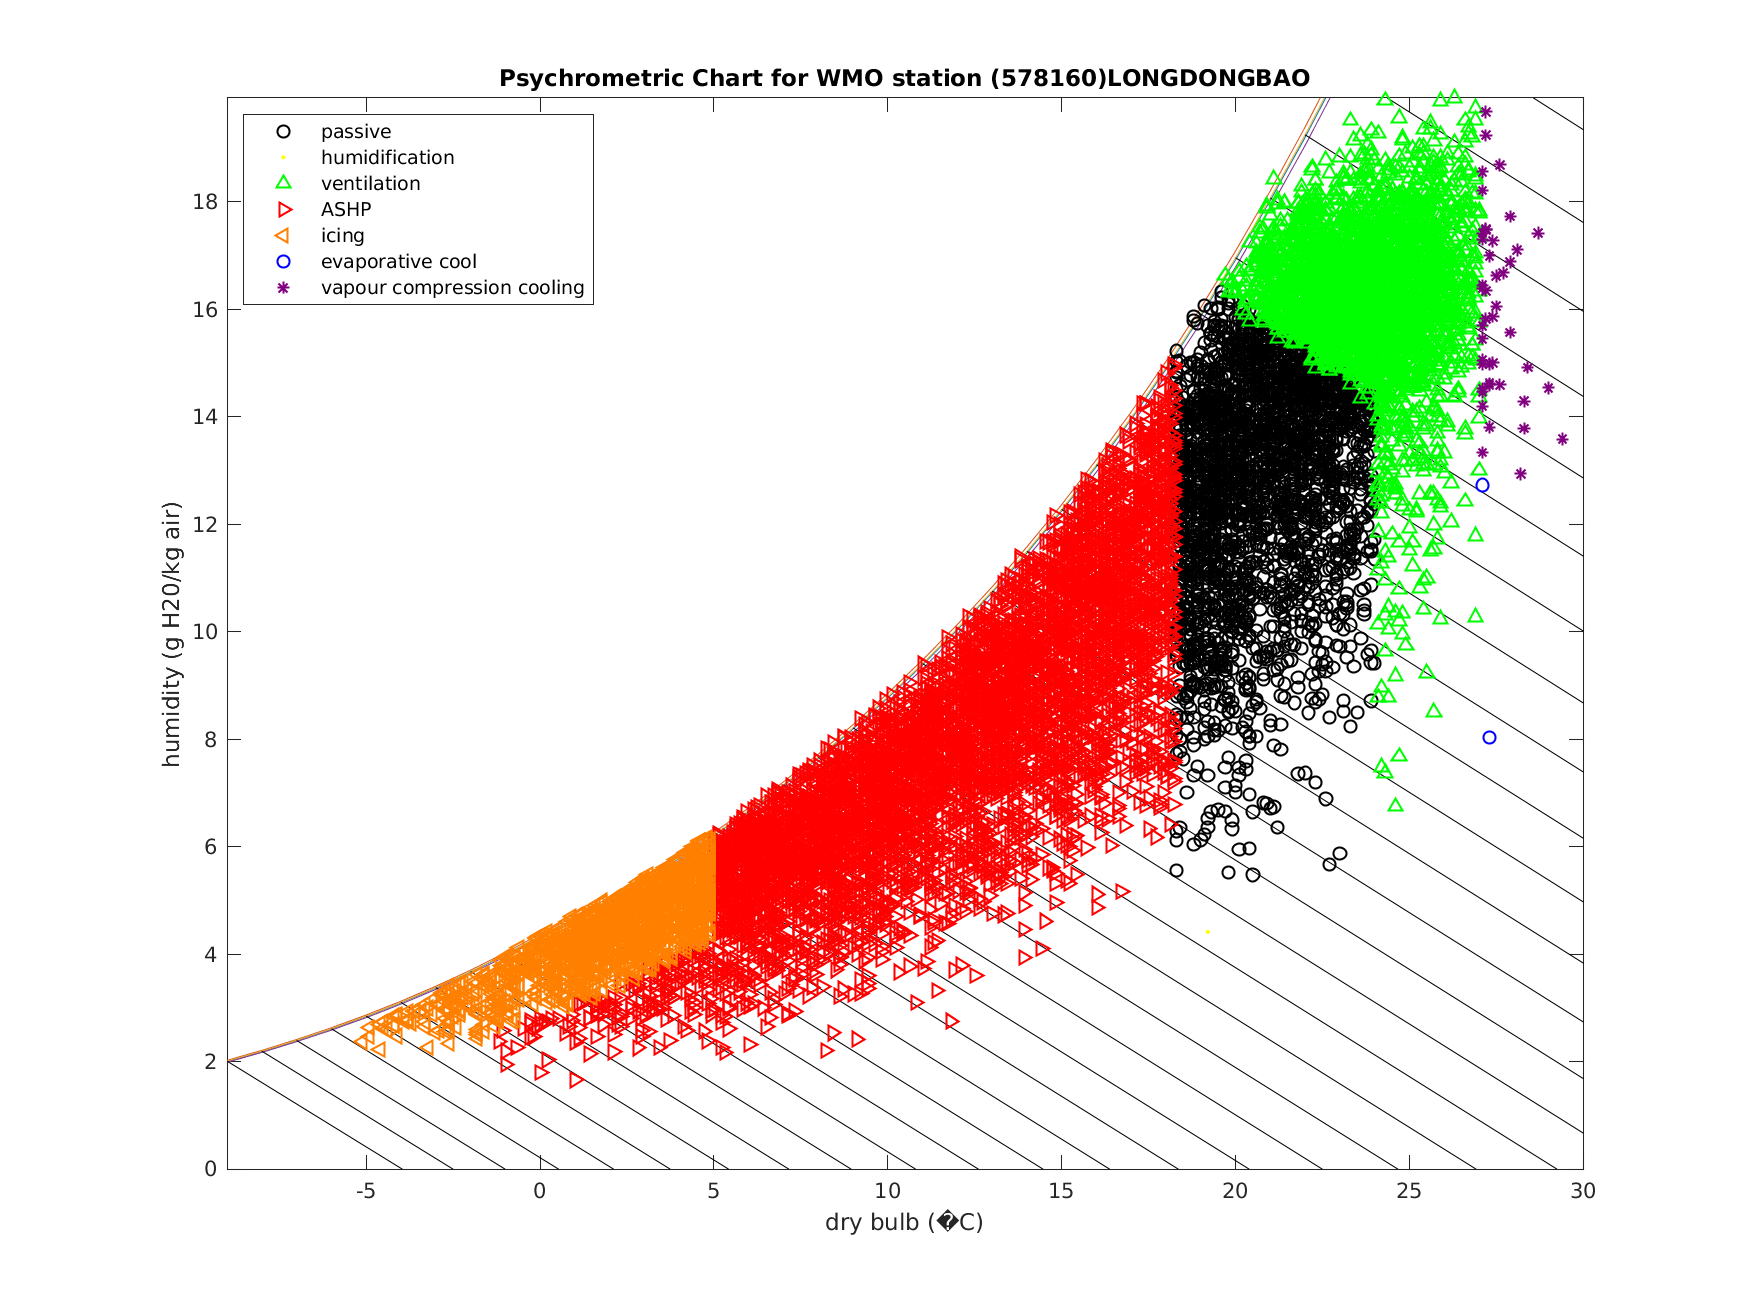 Psychrometric Chart for WMO station (578160)LONGDONGBAO
passive
humidification
ventilation
ASHP
icing
evaporative cool
vapour compression cooling
humidity (g H20/kg air)
18
16
14
12
10
8
6
4
2
0
-5 0 5 10 15 20 25 30
dry bulb (�C)